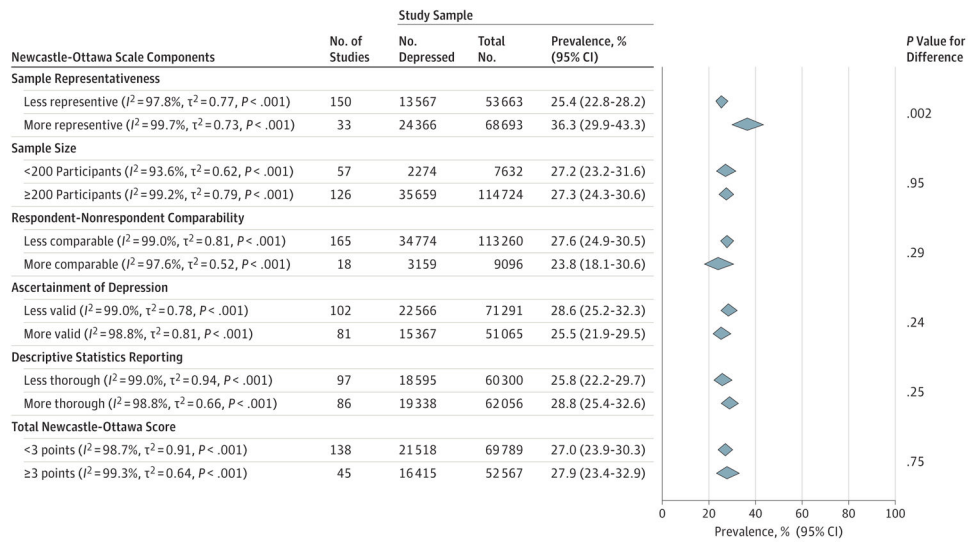 Study Sample
Newcastle-Ottawa Scale Components No. of Studies No. Depressed Total No. Prevalence, % (95% CI) P Value for Difference
Sample Representativeness
Less representive (I²=97.8%, τ²=0.77, P<.001) 150 13567 53663 25.4 (22.8-28.2)
.002
More representive (I²=99.7%, τ²=0.73, P<.001) 33 24366 68693 36.3 (29.9-43.3)
Sample Size
<200 Participants (I²=93.6%, τ²=0.62, P<.001) 57 2274 7632 27.2 (23.2-31.6)
.95
≥200 Participants (I²=99.2%, τ²=0.79, P<.001) 126 35659 114724 27.3 (24.3-30.6)
Respondent-Nonrespondent Comparability
Less comparable (I²=99.0%, τ²=0.81, P<.001) 165 34774 113260 27.6 (24.9-30.5)
.29
More comparable (I²=97.6%, τ²=0.52, P<.001) 18 3159 9096 23.8 (18.1-30.6)
Ascertainment of Depression
Less valid (I²=99.0%, τ²=0.78, P<.001) 102 22566 71291 28.6 (25.2-32.3)
.24
More valid (I²=98.8%, τ²=0.81, P<.001) 81 15367 51065 25.5 (21.9-29.5)
Descriptive Statistics Reporting
Less thorough (I²=99.0%, τ²=0.94, P<.001) 97 18595 60300 25.8 (22.2-29.7)
.25
More thorough (I²=98.8%, τ²=0.66, P<.001) 86 19338 62056 28.8 (25.4-32.6)
Total Newcastle-Ottawa Score
<3 points (I²=98.7%, τ²=0.91, P<.001) 138 21518 69789 27.0 (23.9-30.3)
.75
≥3 points (I²=99.3%, τ²=0.64, P<.001) 45 16415 52567 27.9 (23.4-32.9)
0 20 40 60 80 100
Prevalence, % (95% CI)